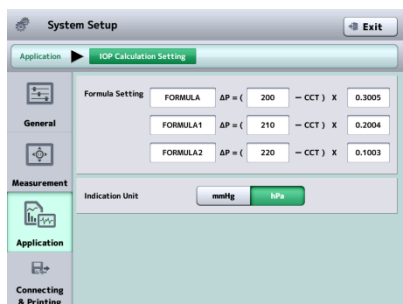 System Setup
Exit
Application
IOP Calculation Setting
General
Measurement
Application
Connecting
& Printing
Formula Setting
FORMULA ΔP = ( 200 − CCT ) X 0.3005
FORMULA1 ΔP = ( 210 − CCT ) X 0.2004
FORMULA2 ΔP = ( 220 − CCT ) X 0.1003
Indication Unit
mmHg
hPa